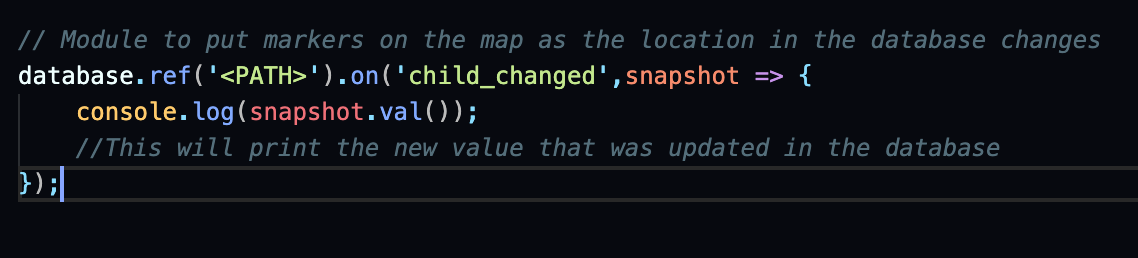 // Module to put markers on the map as the location in the database changes
database.ref('<PATH>').on('child_changed',snapshot => {
    console.log(snapshot.val());
    //This will print the new value that was updated in the database
});